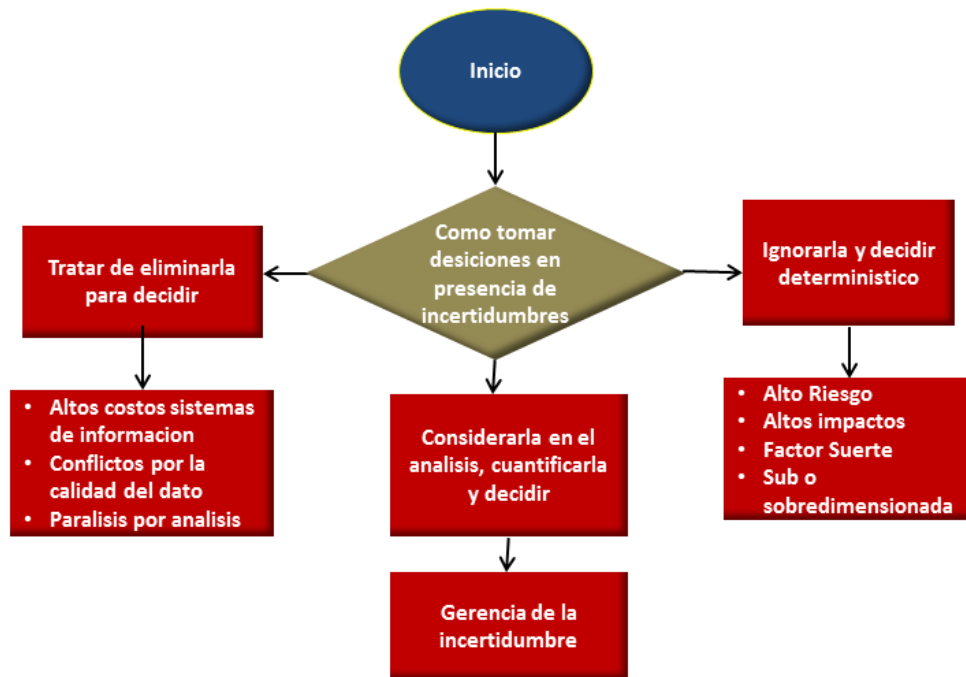 Inicio
Como tomar
desiciones en
presencia de
incertidumbres
Tratar de eliminarla
para decidir
Ignorarla y decidir
deterministico
• Altos costos sistemas
de informacion
• Conflictos por la
calidad del dato
• Paralisis por analisis
Considerarla en el
analisis, cuantificarla
y decidir
• Alto Riesgo
• Altos impactos
• Factor Suerte
• Sub o
sobredimensionada
Gerencia de la
incertidumbre